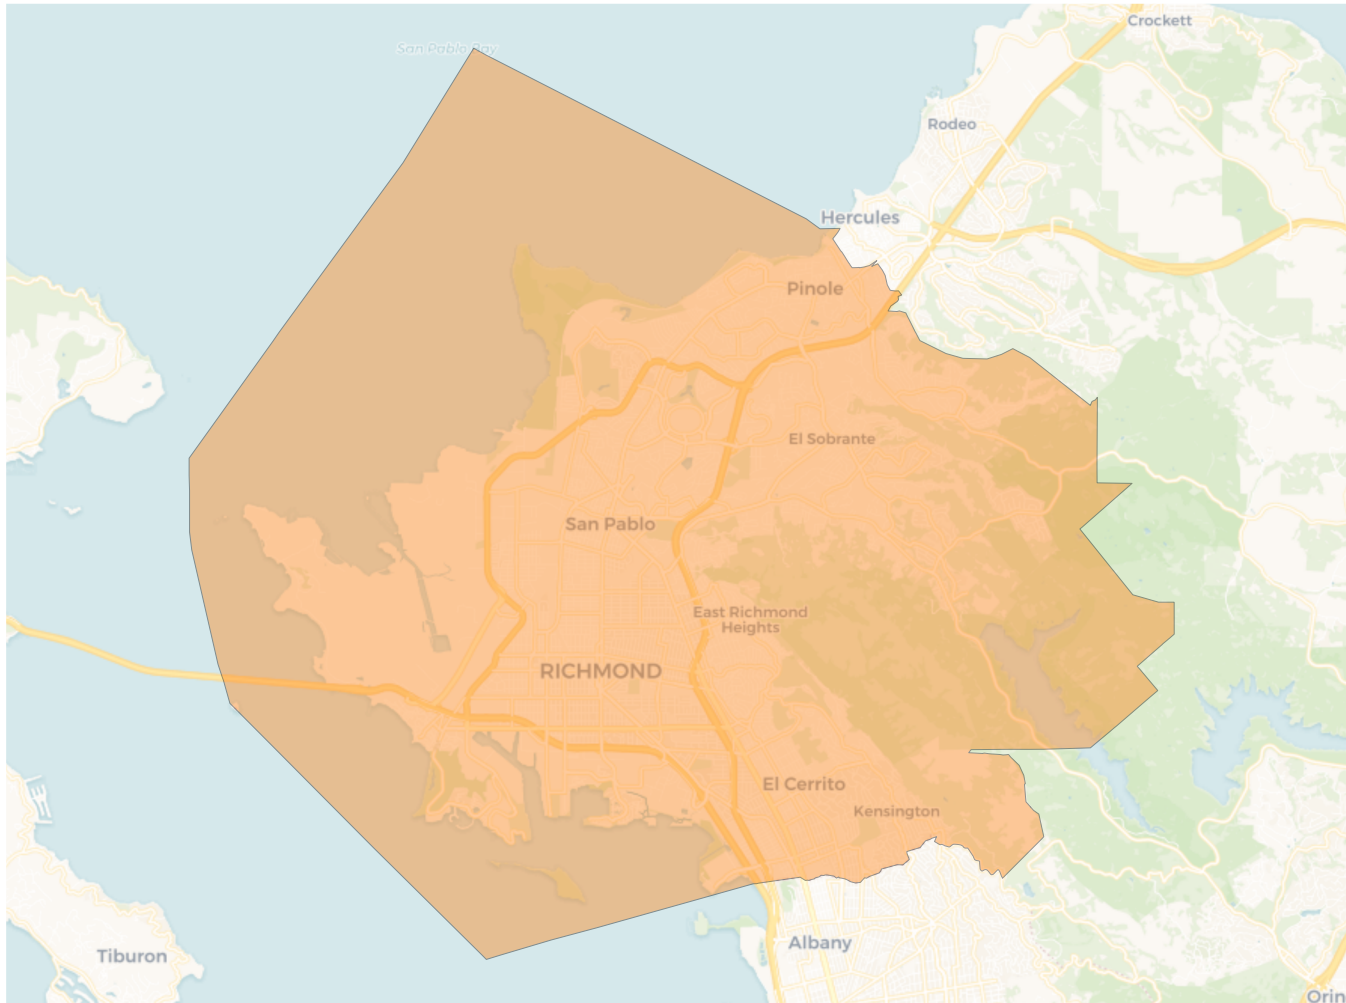 Crockett
San Pablo Bay
Rodeo
Hercules
Pinole
El Sobrante
San Pablo
East Richmond
Heights
RICHMOND
El Cerrito
Kensington
Albany
Tiburon
Orin